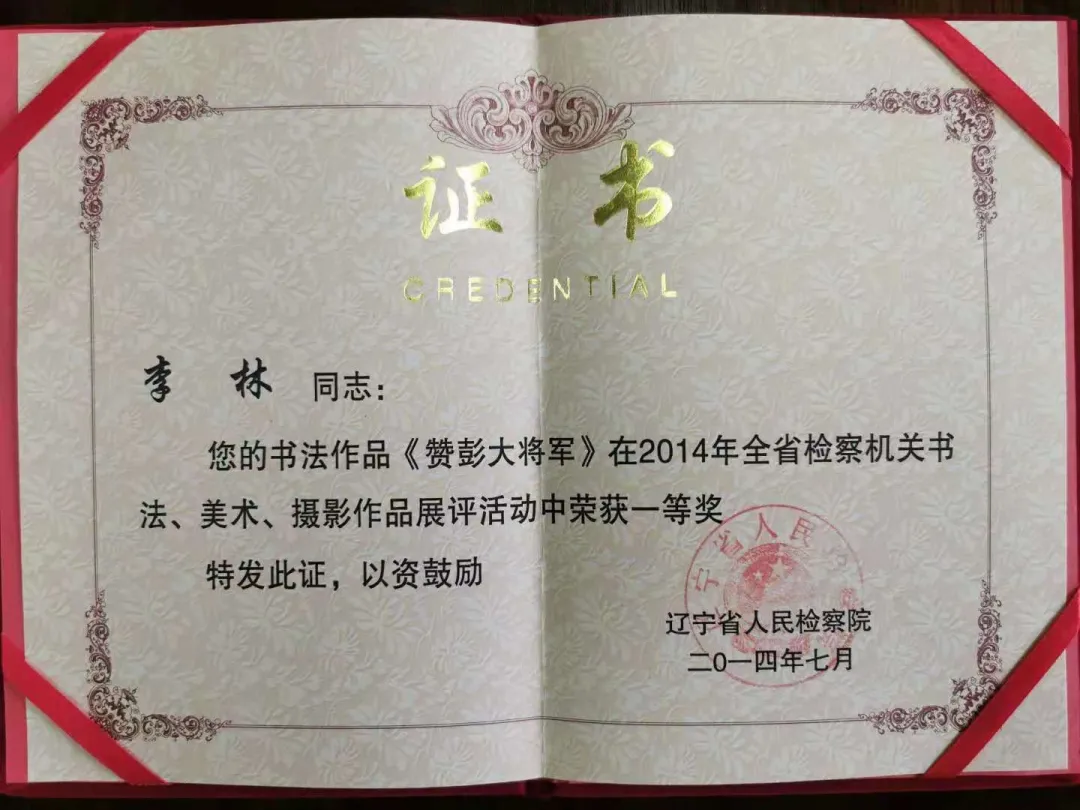 证 书
CREDENTIAL
李 林 同志：
您的书法作品《赞彭大将军》在2014年全省检察机关书
法、美术、摄影作品展评活动中荣获一等奖
特发此证，以资鼓励
辽宁省人民检察院
二0一四年七月